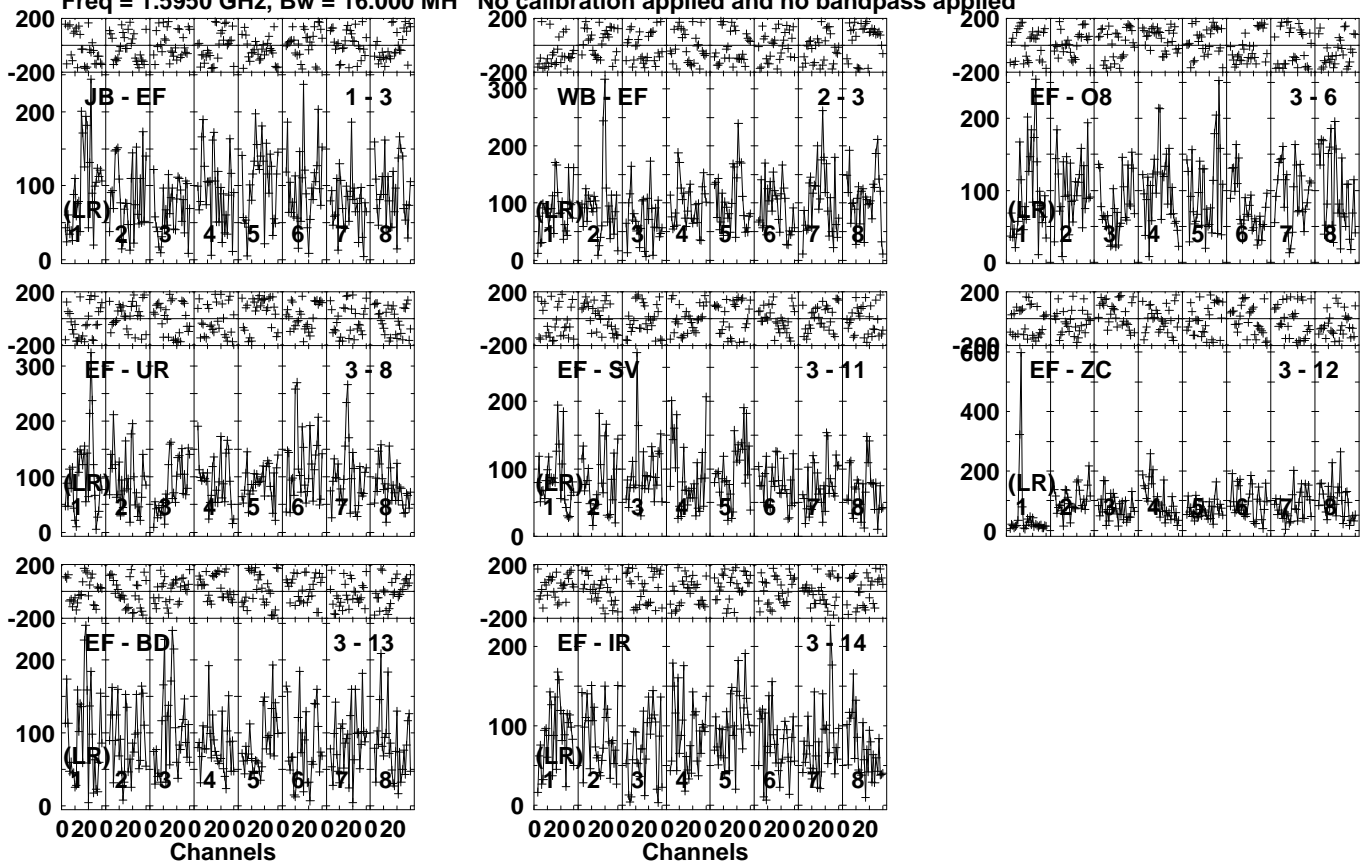 Freq = 1.5950 GHz, Bw = 16.000 MH No calibration applied and no bandpass applied
200
-200
JB - EF 1 - 3
200
100
0
(LR)
1 2 3 4 5 6 7 8
200
-200
WB - EF 2 - 3
300
200
100
0
(LR)
1 2 3 4 5 6 7 8
200
-200
EF - O8 3 - 6
200
100
0
(LR)
1 2 3 4 5 6 7 8
200
-200
EF - UR 3 - 8
300
200
100
0
(LR)
1 2 3 4 5 6 7 8
200
-200
EF - SV 3 - 11
200
100
0
(LR)
1 2 3 4 5 6 7 8
200
-200
600
EF - ZC 3 - 12
400
200
0
(LR)
1 2 3 4 5 6 7 8
200
-200
EF - BD 3 - 13
200
100
0
(LR)
1 2 3 4 5 6 7 8
0 20 0 20 0 20 0 20 0 20 0 20 0 20 0 20
Channels
200
-200
EF - IR 3 - 14
200
100
0
(LR)
1 2 3 4 5 6 7 8
0 20 0 20 0 20 0 20 0 20 0 20 0 20 0 20
Channels